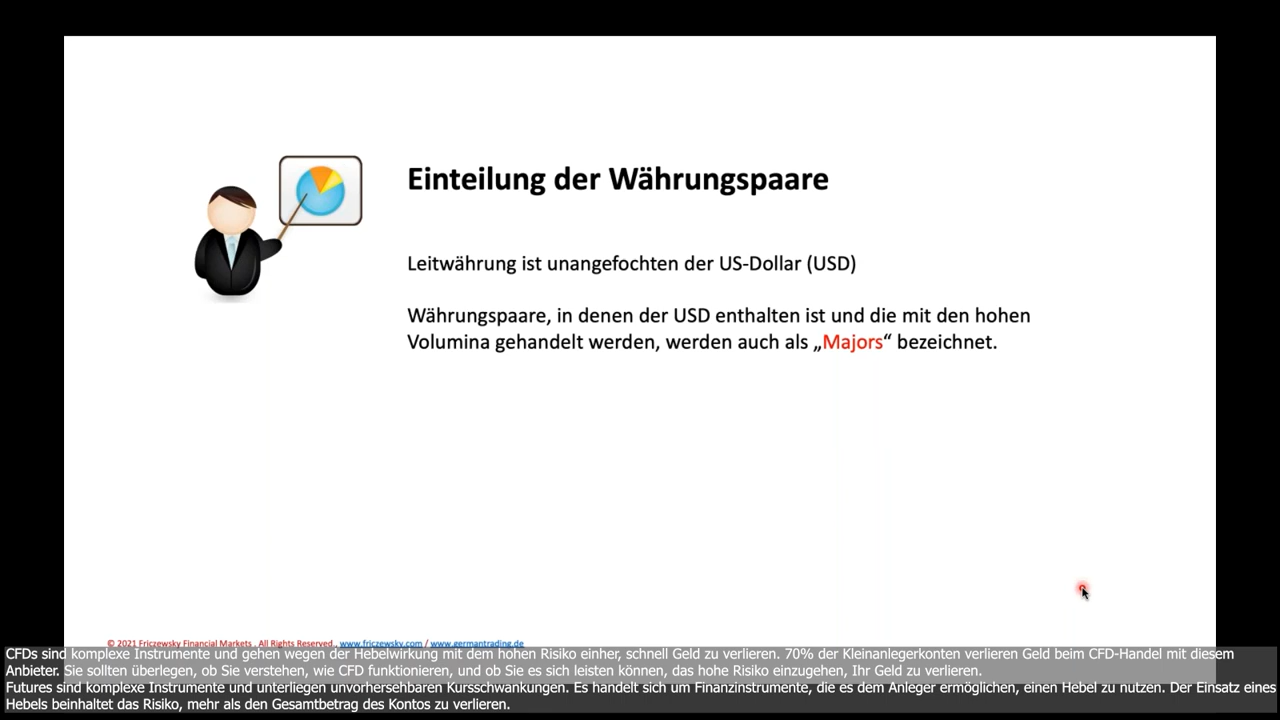 Einteilung der Währungspaare
Leitwährung ist unangefochten der US-Dollar (USD)
Währungspaare, in denen der USD enthalten ist und die mit den hohen
Volumina gehandelt werden, werden auch als „Majors“ bezeichnet.
© 2021 Friczewsky Financial Markets . All Rights Reserved . www.friczewsky.com / www.germantrading.de
CFDs sind komplexe Instrumente und gehen wegen der Hebelwirkung mit dem hohen Risiko einher, schnell Geld zu verlieren. 70% der Kleinanlegerkonten verlieren Geld beim CFD-Handel mit diesem
Anbieter. Sie sollten überlegen, ob Sie verstehen, wie CFD funktionieren, und ob Sie es sich leisten können, das hohe Risiko einzugehen, Ihr Geld zu verlieren.
Futures sind komplexe Instrumente und unterliegen unvorhersehbaren Kursschwankungen. Es handelt sich um Finanzinstrumente, die es dem Anleger ermöglichen, einen Hebel zu nutzen. Der Einsatz eines
Hebels beinhaltet das Risiko, mehr als den Gesamtbetrag des Kontos zu verlieren.